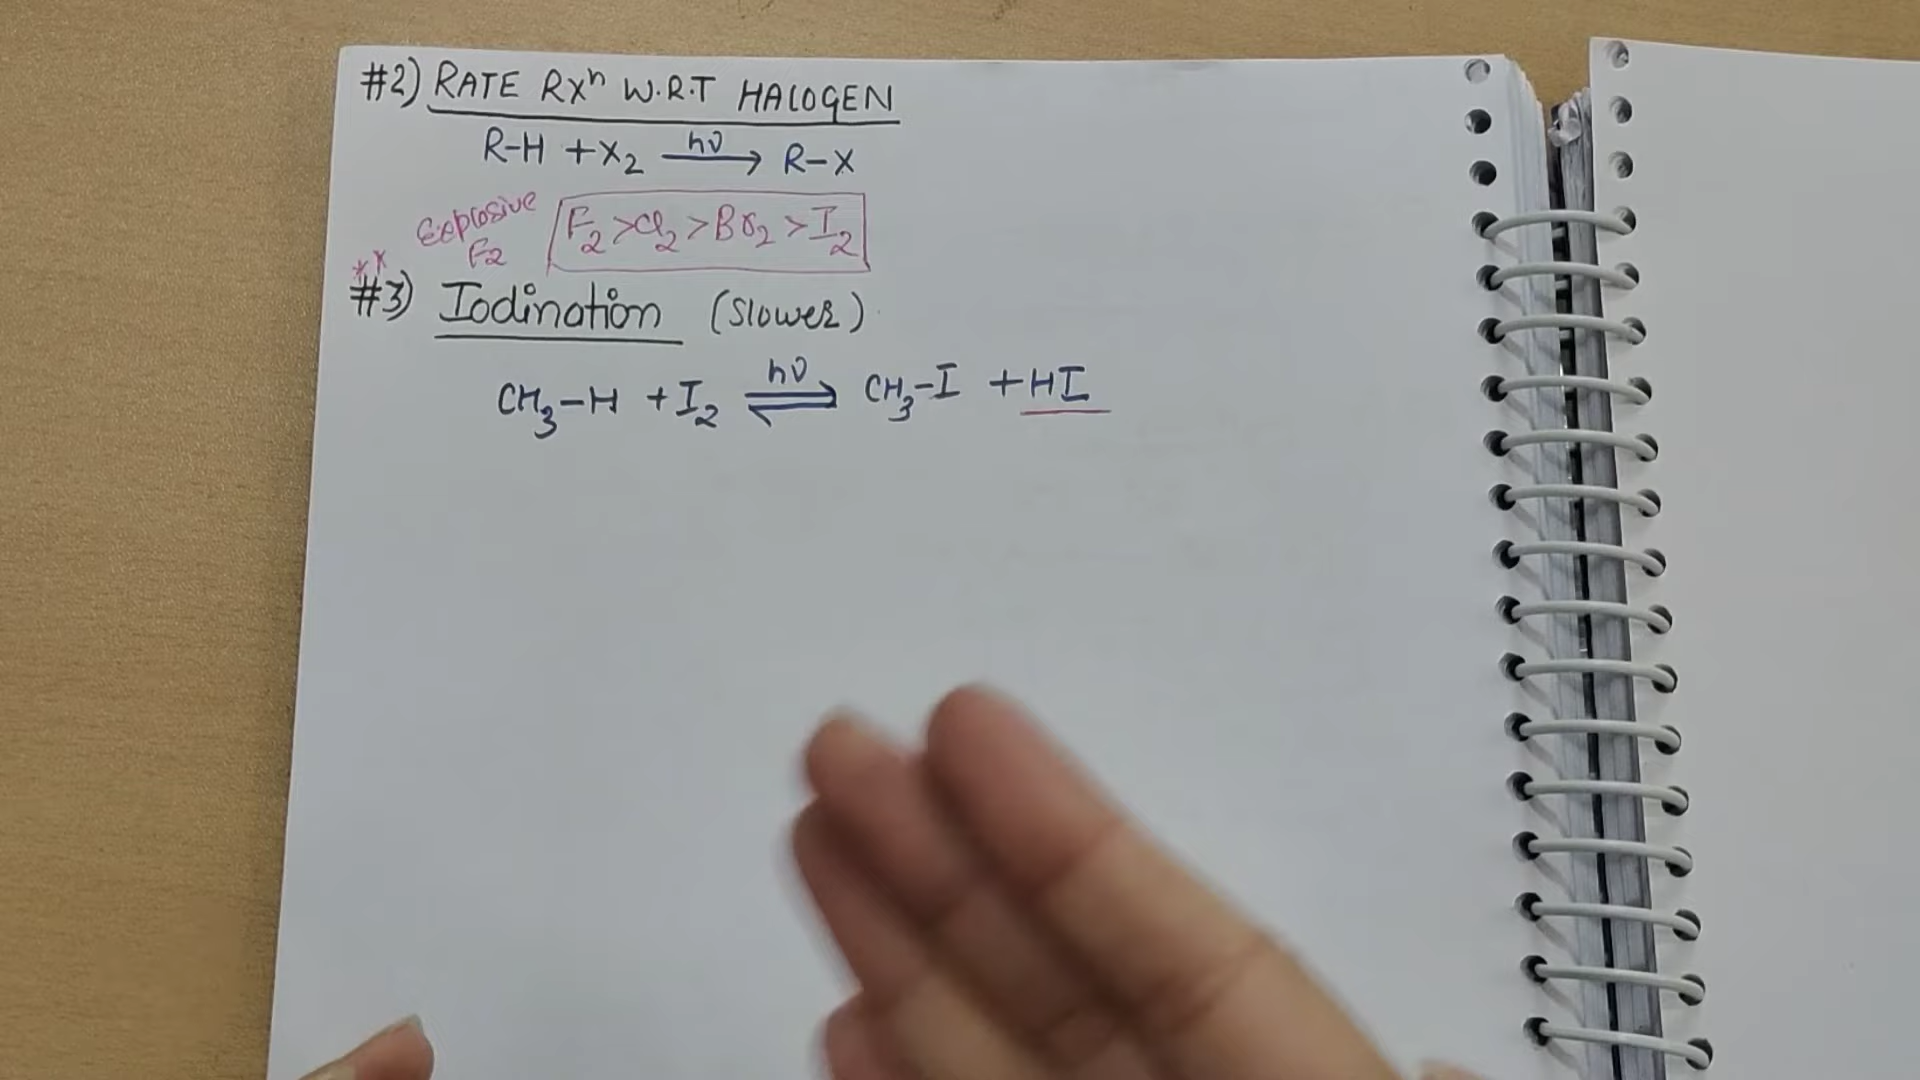 #2) RATE RXⁿ W.R.T HALOGEN
R-H + X₂ —hν→ R-X
Explosive F₂ F₂ > Cl₂ > Br₂ > I₂
** #3) Iodination (Slower)
CH₃-H + I₂ ⇌ hν CH₃-I + HI